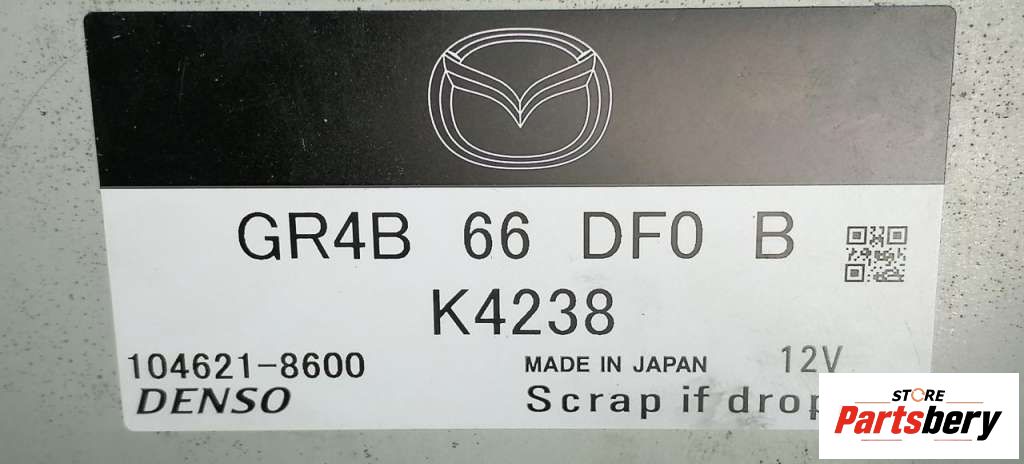 GR4B 66 DF0 B
K4238
104621-8600
MADE IN JAPAN 12V
DENSO
Scrap if drop
STORE
Partsbery